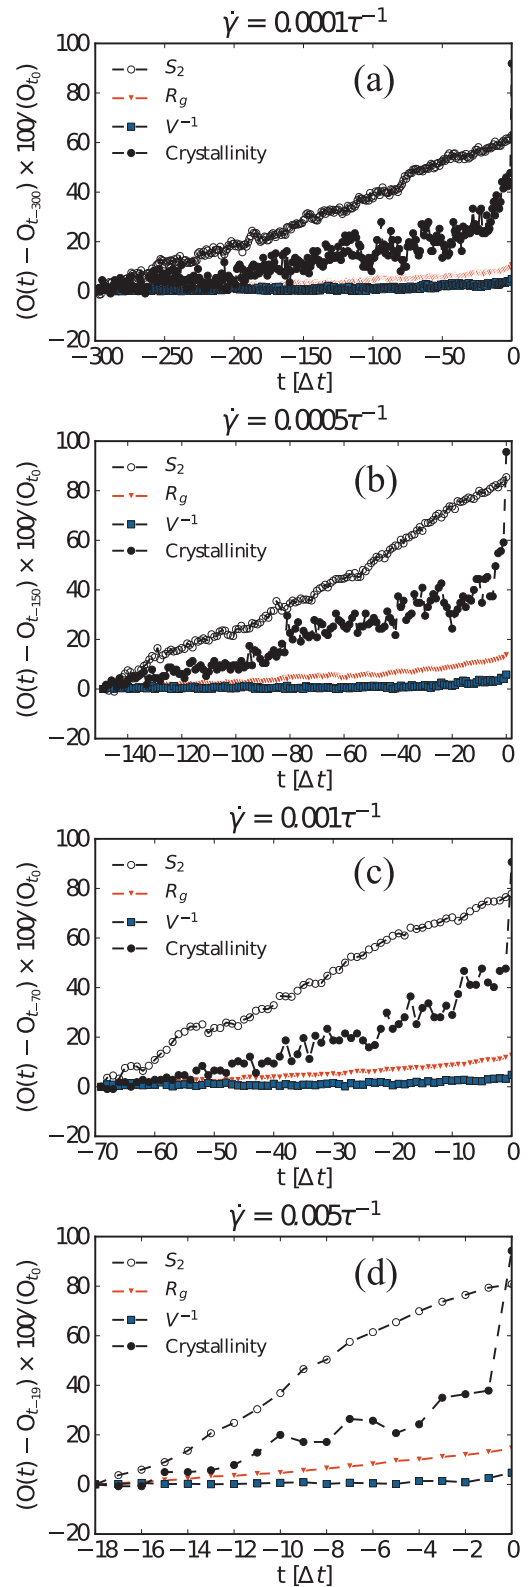 γ̇ = 0.0001τ⁻¹
(a)
100
80
60
40
20
0
−20
(O(t) − O_{t−300}) × 100/(O_{t0})
S₂
R_g
V⁻¹
Crystallinity
−300 −250 −200 −150 −100 −50 0
t [Δt]
γ̇ = 0.0005τ⁻¹
(b)
100
80
60
40
20
0
−20
(O(t) − O_{t−150}) × 100/(O_{t0})
S₂
R_g
V⁻¹
Crystallinity
−140 −120 −100 −80 −60 −40 −20 0
t [Δt]
γ̇ = 0.001τ⁻¹
(c)
100
80
60
40
20
0
−20
(O(t) − O_{t−70}) × 100/(O_{t0})
S₂
R_g
V⁻¹
Crystallinity
−70 −60 −50 −40 −30 −20 −10 0
t [Δt]
γ̇ = 0.005τ⁻¹
(d)
100
80
60
40
20
0
−20
(O(t) − O_{t−19}) × 100/(O_{t0})
S₂
R_g
V⁻¹
Crystallinity
−18 −16 −14 −12 −10 −8 −6 −4 −2 0
t [Δt]